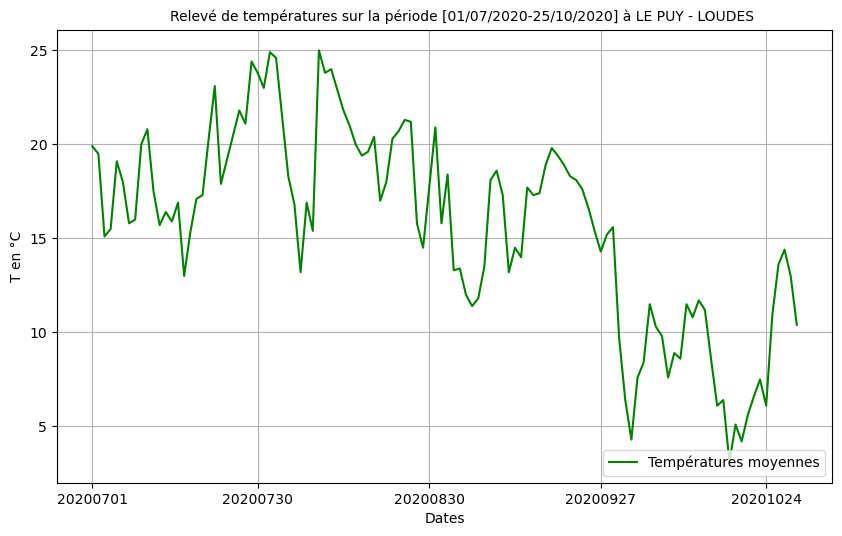 Relevé de températures sur la période [01/07/2020-25/10/2020] à LE PUY - LOUDES
25
20
15
10
5
T en °C
Températures moyennes
20200701 20200730 20200830 20200927 20201024
Dates